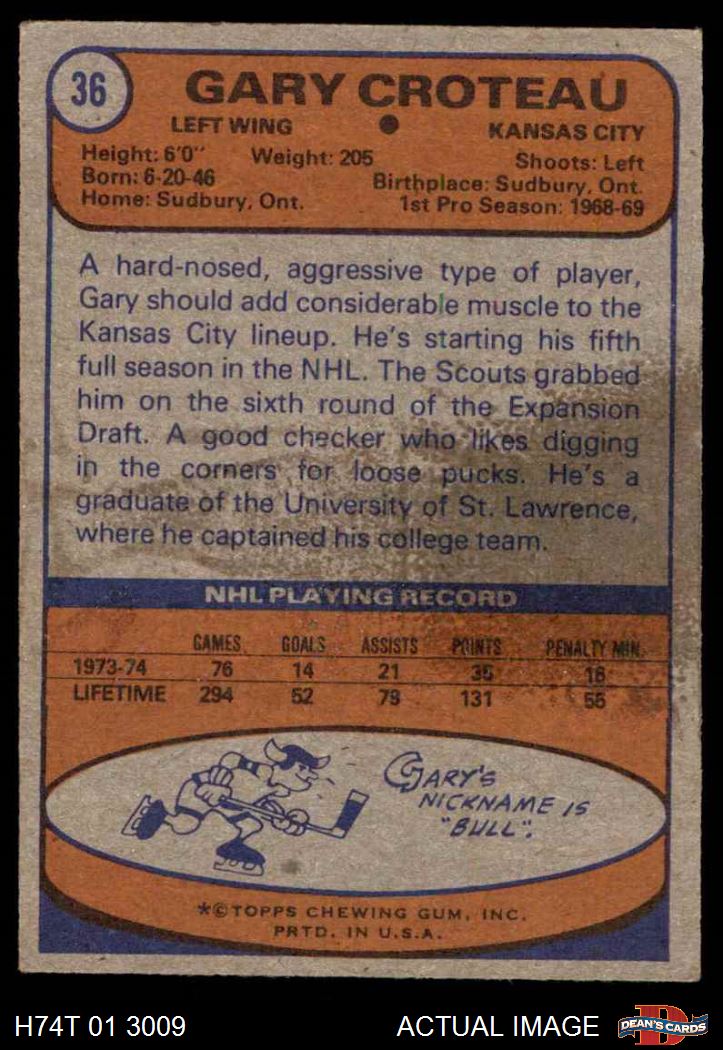 36
GARY CROTEAU
LEFT WING ● KANSAS CITY
Height: 6'0" Weight: 205 Shoots: Left
Born: 6-20-46 Birthplace: Sudbury, Ont.
Home: Sudbury, Ont. 1st Pro Season: 1968-69
A hard-nosed, aggressive type of player,
Gary should add considerable muscle to the
Kansas City lineup. He's starting his fifth
full season in the NHL. The Scouts grabbed
him on the sixth round of the Expansion
Draft. A good checker who likes digging
in the corners for loose pucks. He's a
graduate of the University of St. Lawrence,
where he captained his college team.
NHL PLAYING RECORD
GAMES GOALS ASSISTS POINTS PENALTY MIN.
1973-74 76 14 21 35 16
LIFETIME 294 52 79 131 55
GARY'S
NICKNAME IS
"BULL".
*©TOPPS CHEWING GUM, INC.
PRTD. IN U.S.A.
H74T 01 3009 ACTUAL IMAGE D DEAN'S CARDS